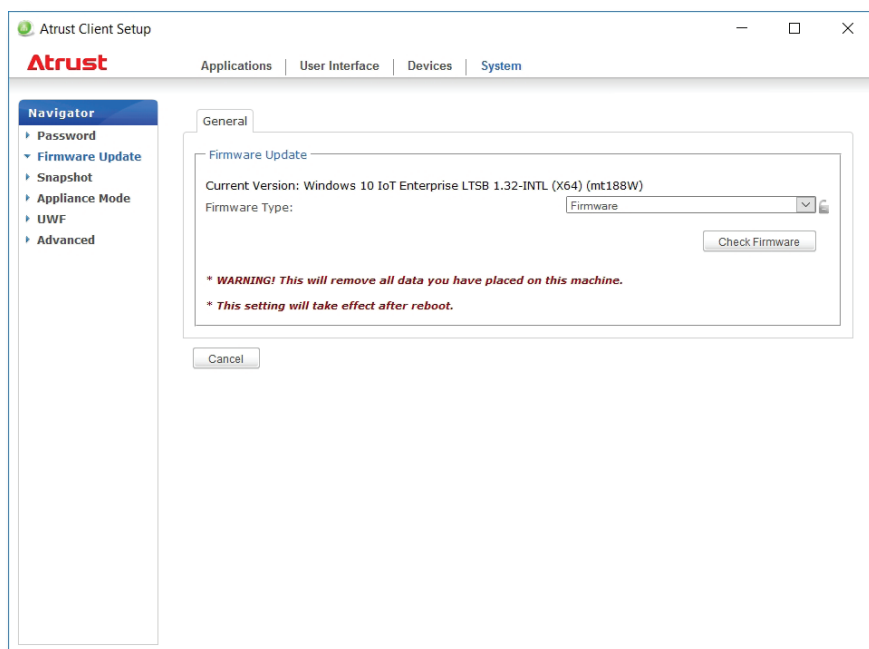 Atrust Client Setup
Atrust
Applications | User Interface | Devices | System
Navigator
Password
Firmware Update
Snapshot
Appliance Mode
UWF
Advanced
General
Firmware Update
Current Version: Windows 10 IoT Enterprise LTSB 1.32-INTL (X64) (mt188W)
Firmware Type: Firmware
Check Firmware
* WARNING! This will remove all data you have placed on this machine.
* This setting will take effect after reboot.
Cancel